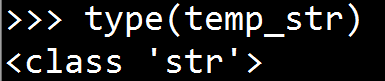 >>> type(temp_str)
<class 'str'>